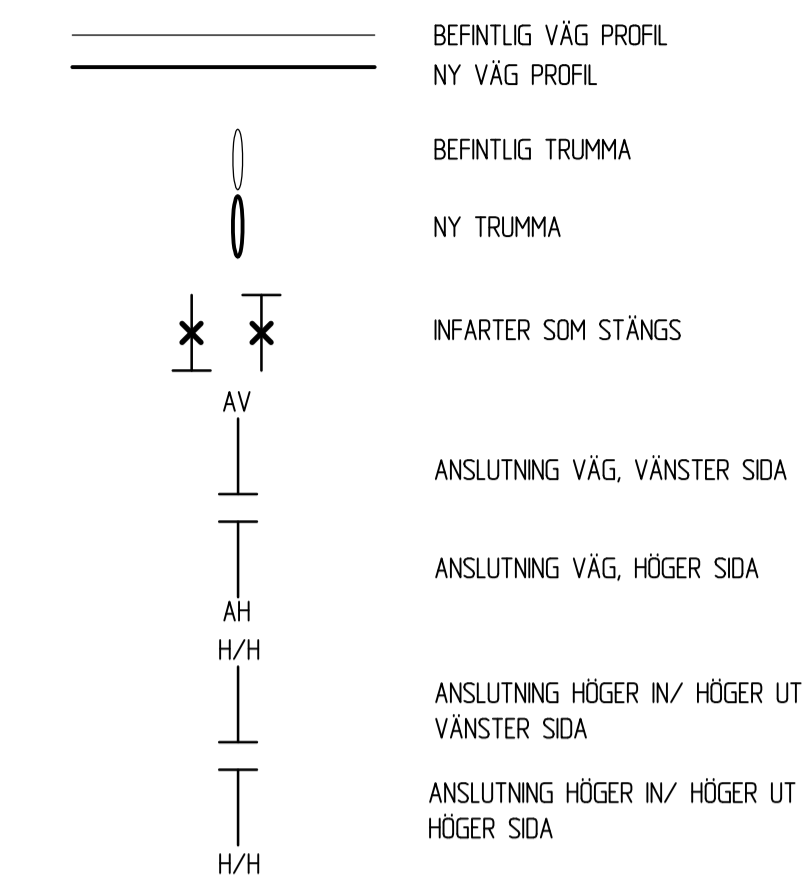 BEFINTLIG VÄG PROFIL
NY VÄG PROFIL
BEFINTLIG TRUMMA
NY TRUMMA
INFARTER SOM STÄNGS
AV
ANSLUTNING VÄG, VÄNSTER SIDA
ANSLUTNING VÄG, HÖGER SIDA
AH
H/H
ANSLUTNING HÖGER IN/ HÖGER UT
VÄNSTER SIDA
ANSLUTNING HÖGER IN/ HÖGER UT
HÖGER SIDA
H/H